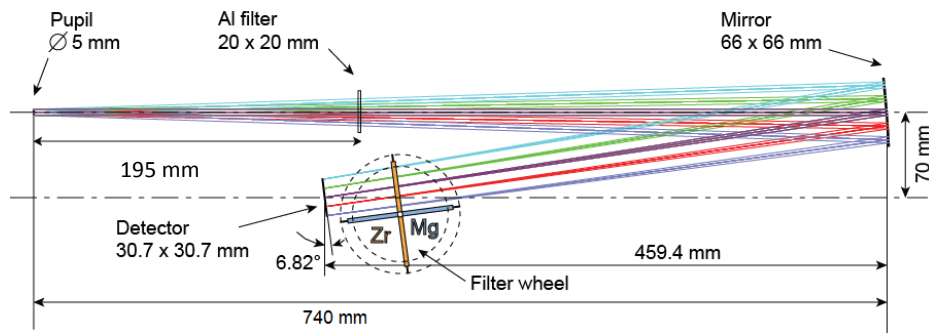 Pupil
∅ 5 mm
Al filter
20 x 20 mm
Mirror
66 x 66 mm
195 mm
70 mm
Detector
30.7 x 30.7 mm
Zr
Mg
6.82°
Filter wheel
459.4 mm
740 mm